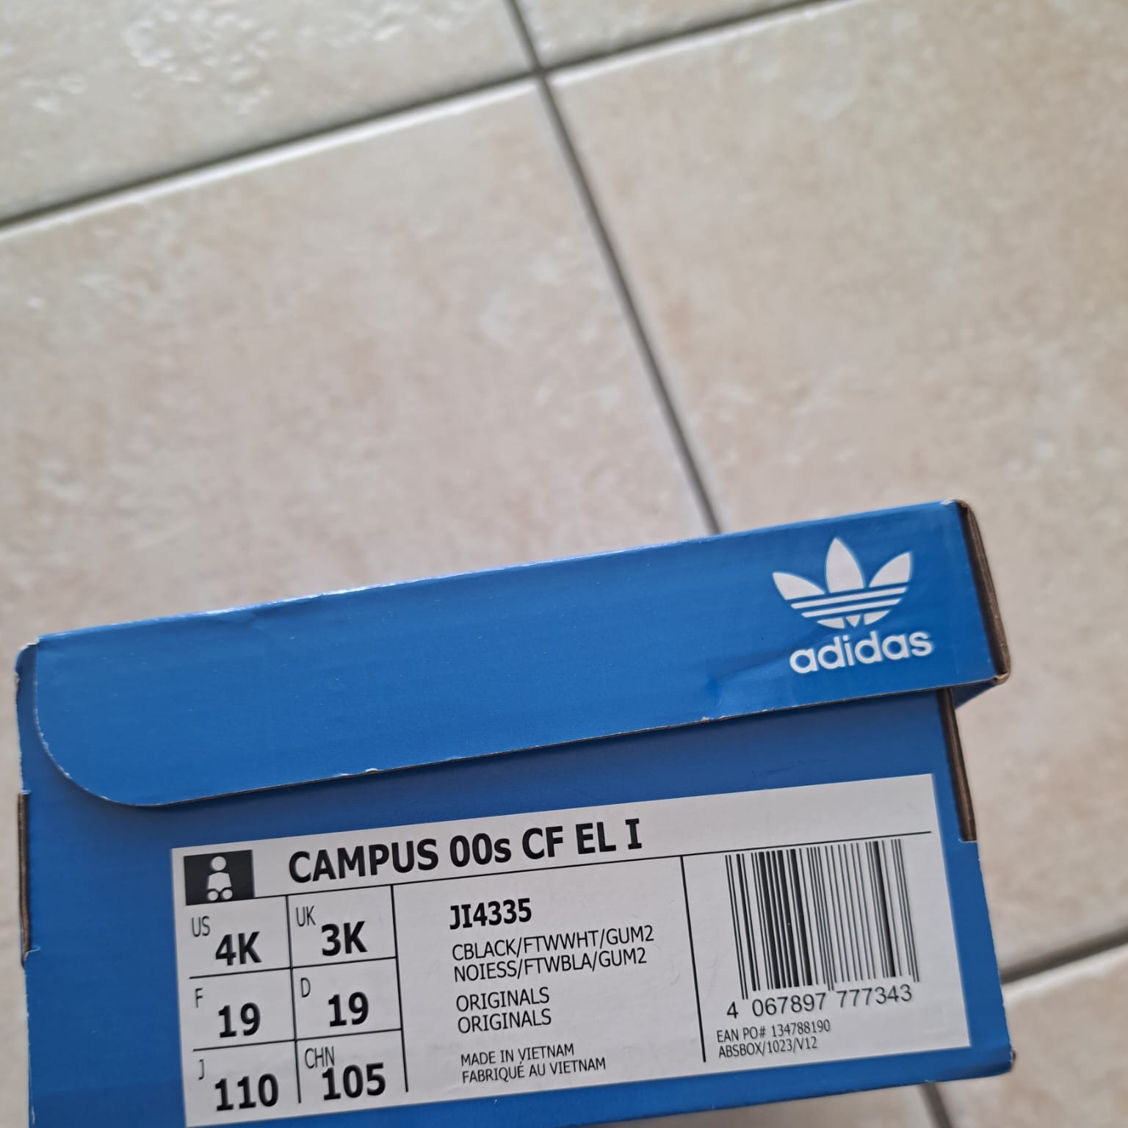 adidas
CAMPUS 00s CF EL I
US 4K UK 3K
F 19 D 19
J 110 CHN 105
JI4335
CBLACK/FTWWHT/GUM2
NOIESS/FTWBLA/GUM2
ORIGINALS
ORIGINALS
MADE IN VIETNAM
FABRIQUÉ AU VIETNAM
4 067897 777343
EAN PO# 134788190
ABSBOX/1023/V12